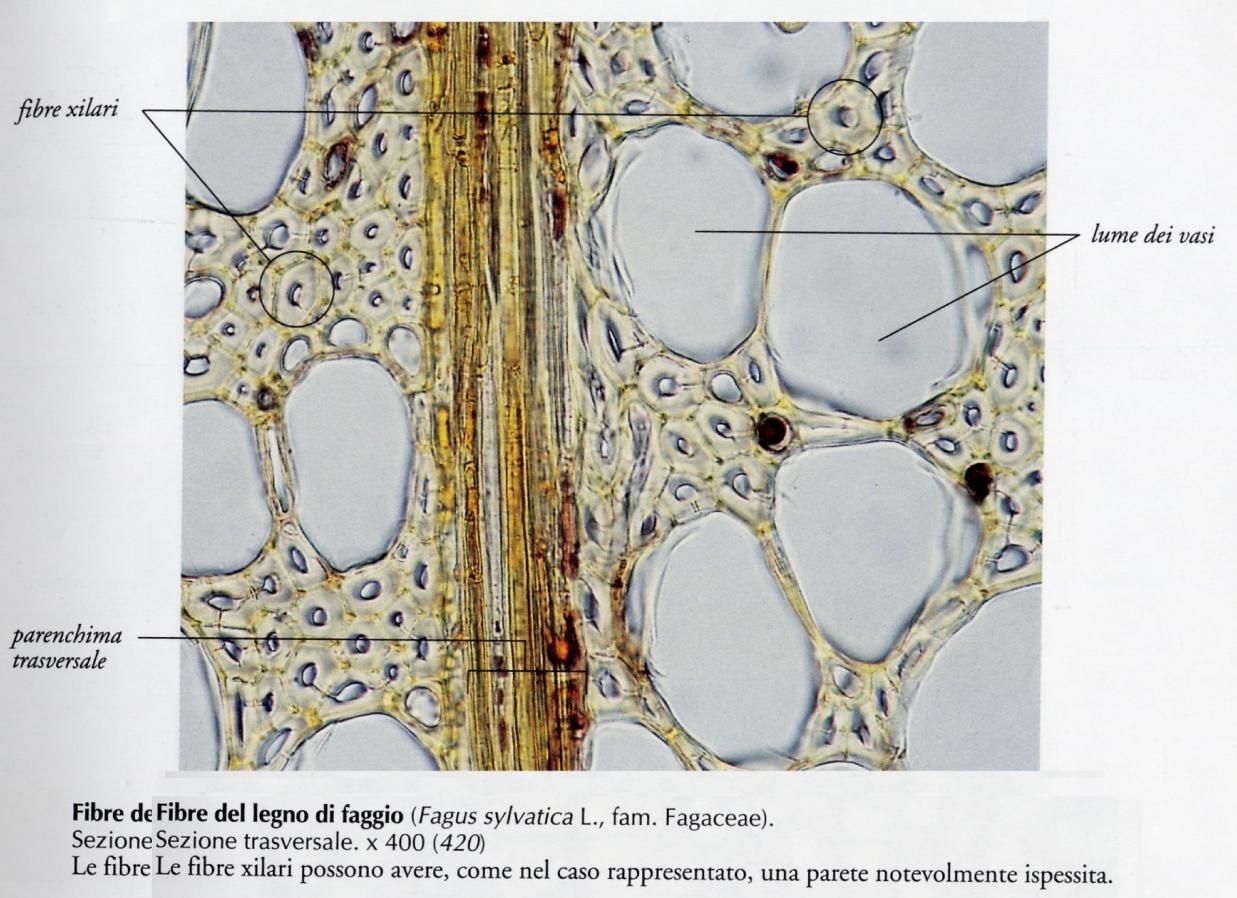 fibre xilari
lume dei vasi
parenchima
trasversale
Fibre de Fibre del legno di faggio (Fagus sylvatica L., fam. Fagaceae).
Sezione Sezione trasversale. x 400 (420)
Le fibre Le fibre xilari possono avere, come nel caso rappresentato, una parete notevolmente ispessita.